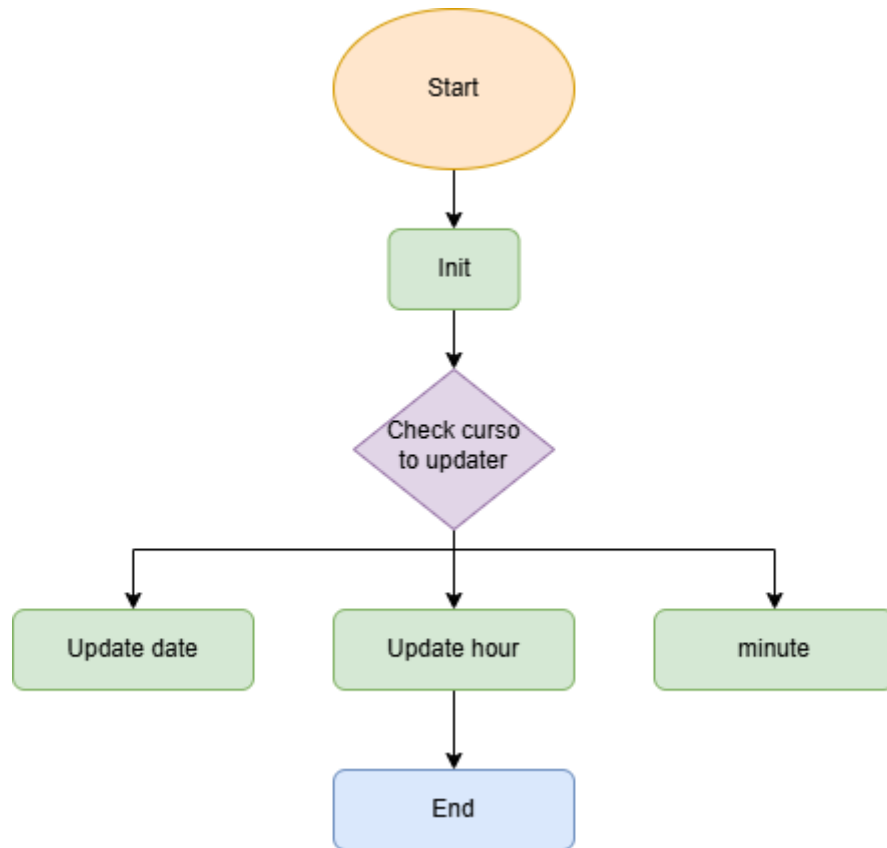 Start
Init
Check curso
to updater
Update date
Update hour
minute
End